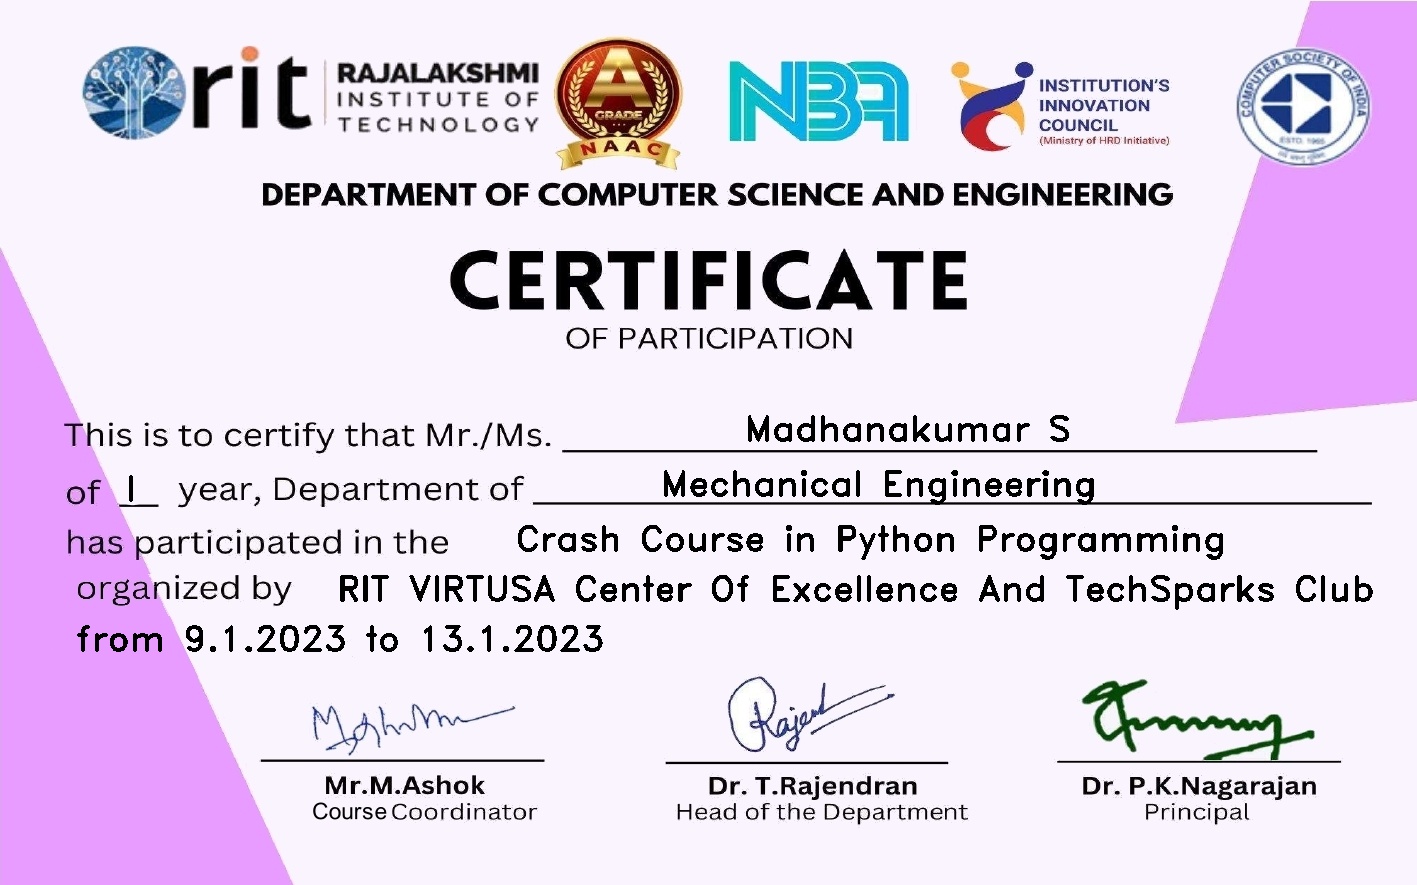 rit RAJALAKSHMI
INSTITUTE OF
TECHNOLOGY
A
GRADE
NAAC
NBA
INSTITUTION'S
INNOVATION
COUNCIL
(Ministry of HRD Initiative)
COMPUTER SOCIETY OF INDIA
ESTD. 1965
DEPARTMENT OF COMPUTER SCIENCE AND ENGINEERING
CERTIFICATE
OF PARTICIPATION
This is to certify that Mr./Ms. Madhanakumar S
of I year, Department of Mechanical Engineering
has participated in the Crash Course in Python Programming
organized by RIT VIRTUSA Center Of Excellence And TechSparks Club
from 9.1.2023 to 13.1.2023
Mr.M.Ashok
Course Coordinator
Dr. T.Rajendran
Head of the Department
Dr. P.K.Nagarajan
Principal